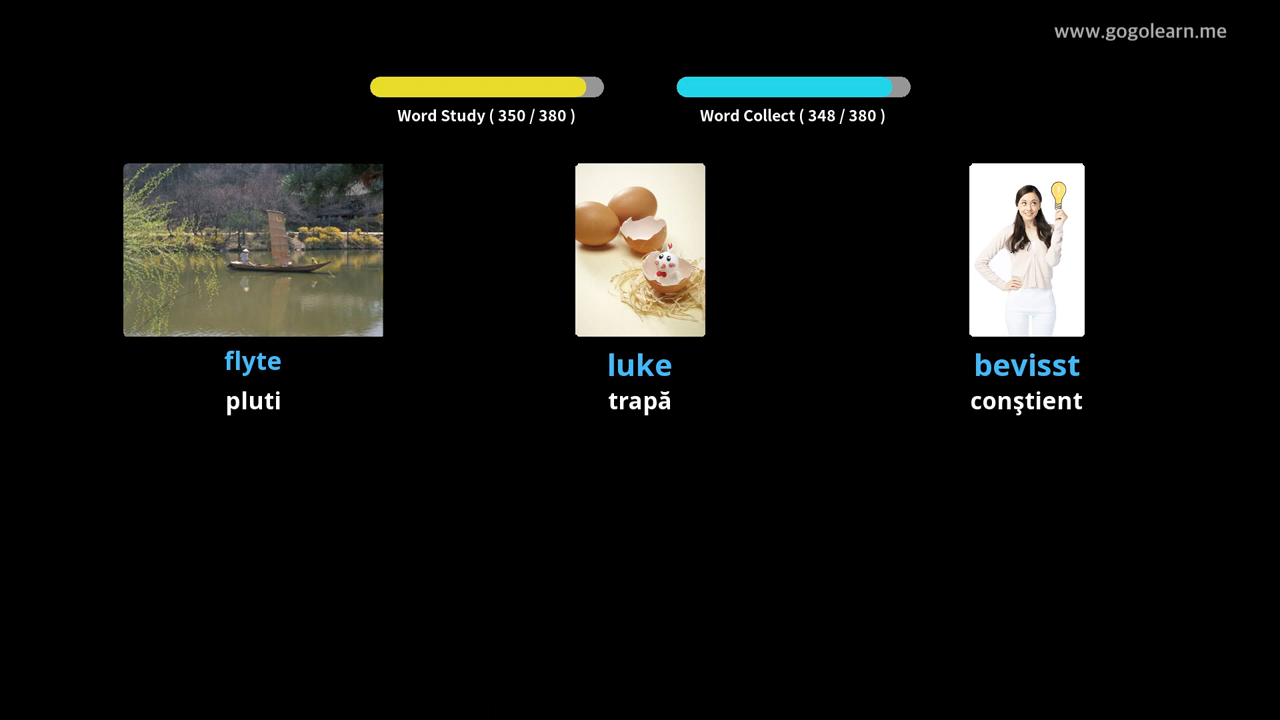 www.gogolearn.me
Word Study ( 350 / 380 )
Word Collect ( 348 / 380 )
flyte
luke
bevisst
pluti
trapă
conştient